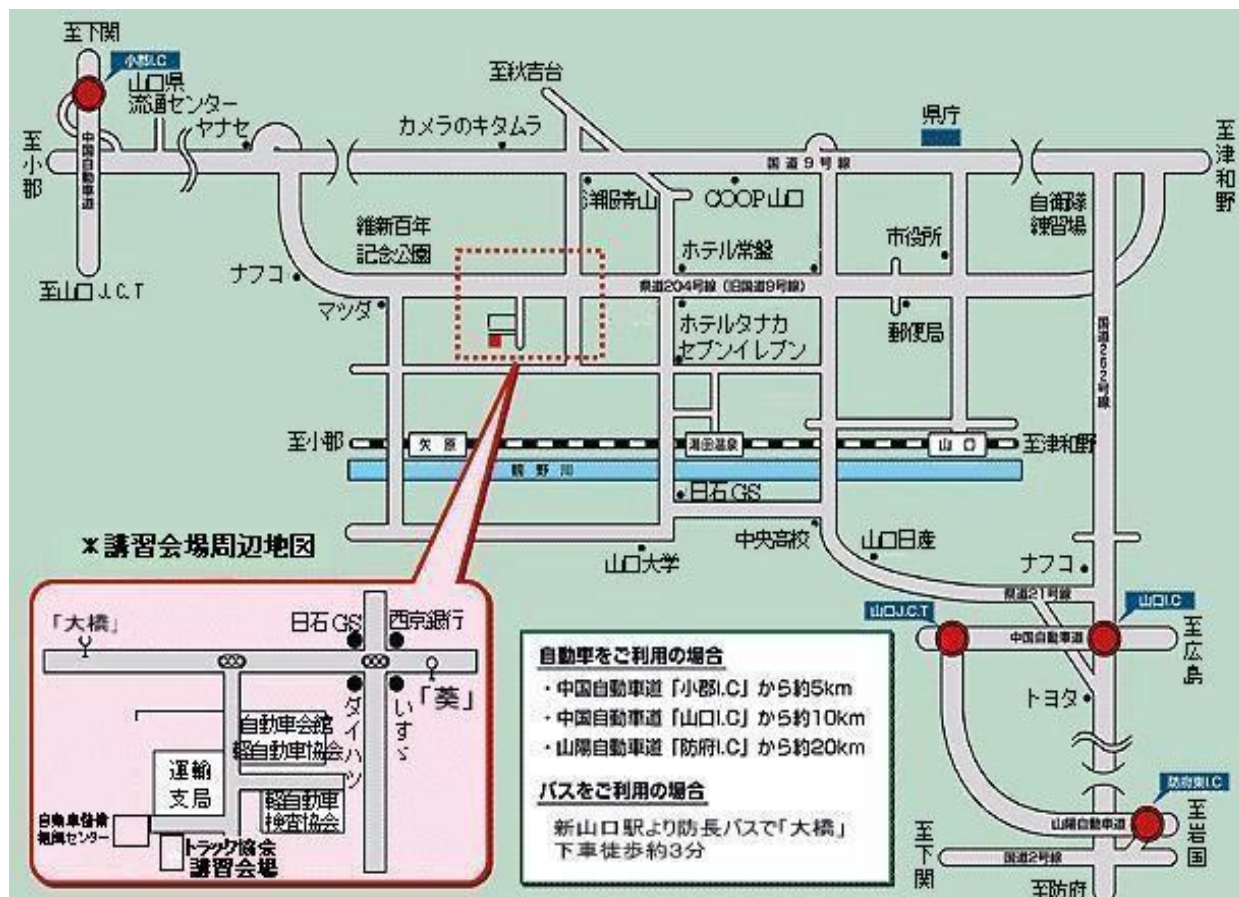 至下関
小郡I.C
山口県
流通センター
ヤナセ
至小郡
中国自動車道
至山口J.C.T
至秋吉台
カメラのキタムラ
国道9号線
県庁
至津和野
洋服青山
COOP山口
自衛隊
練習場
維新百年
記念公園
ナフコ
マツダ
ホテル常盤
市役所
県道204号線（旧国道9号線）
ホテルタナカ
セブンイレブン
郵便局
国道262号線
至小郡
矢原
湯田温泉
山口
至津和野
日石GS
中央高校
山口大学
山口日産
ナフコ
県道21号線
山口J.C.T
山口I.C
中国自動車道
至広島
トヨタ
防府東I.C
山陽自動車道
至岩国
至下関
国道2号線
至防府
※講習会場周辺地図
「大橋」
日石GS
西京銀行
「葵」
ダイハツ
いすゞ
自動車会館
軽自動車協会
運輸
支局
軽自動車
検査協会
トラック協会
講習会場
自動車をご利用の場合
・中国自動車道「小郡I.C」から約5km
・中国自動車道「山口I.C」から約10km
・山陽自動車道「防府I.C」から約20km
バスをご利用の場合
新山口駅より防長バスで「大橋」
下車徒歩約3分